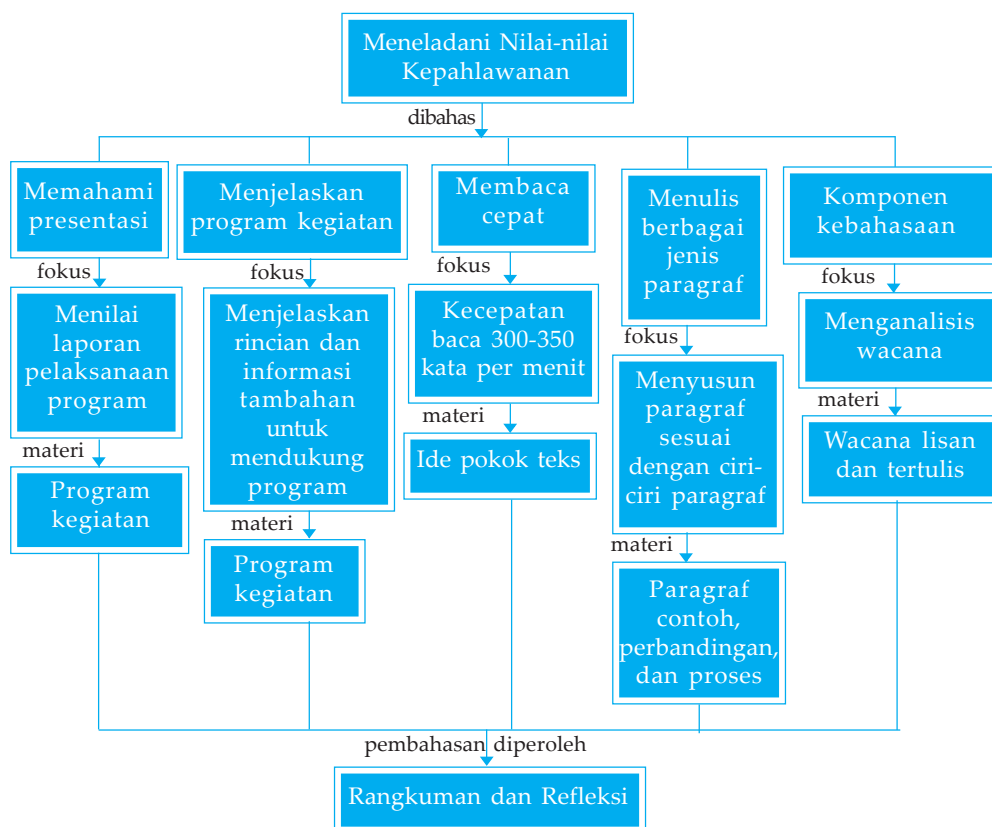 Meneladani Nilai-nilai
Kepahlawanan
dibahas
Memahami
presentasi
fokus
Menilai
laporan
pelaksanaan
program
materi
Program
kegiatan
Menjelaskan
program kegiatan
fokus
Menjelaskan
rincian dan
informasi
tambahan
untuk
mendukung
program
materi
Program
kegiatan
Membaca
cepat
fokus
Kecepatan
baca 300-350
kata per menit
materi
Ide pokok teks
Menulis
berbagai
jenis
paragraf
fokus
Menyusun
paragraf
sesuai
dengan ciri-
ciri paragraf
materi
Paragraf
contoh,
perbandingan,
dan proses
Komponen
kebahasaan
fokus
Menganalisis
wacana
materi
Wacana lisan
dan tertulis
pembahasan diperoleh
Rangkuman dan Refleksi